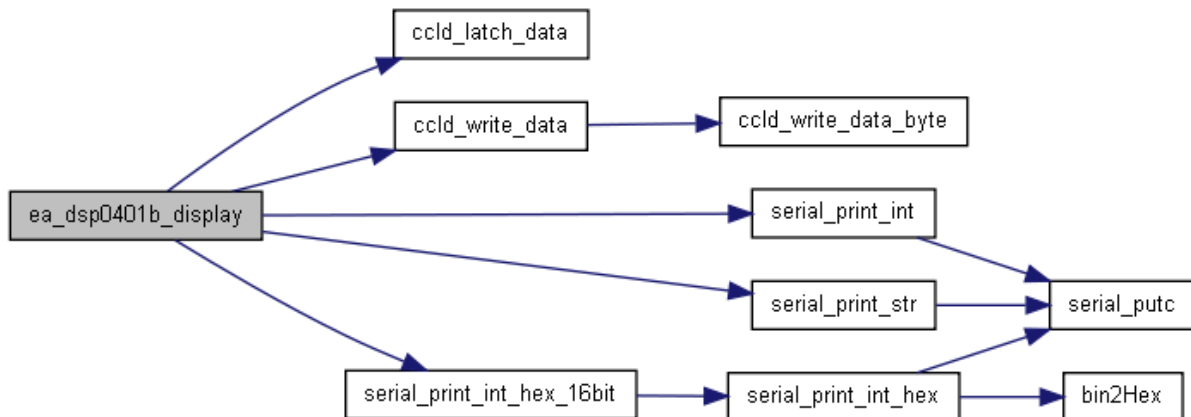 ccld_latch_data
ccld_write_data
ccld_write_data_byte
ea_dsp0401b_display
serial_print_int
serial_print_str
serial_putc
serial_print_int_hex_16bit
serial_print_int_hex
bin2Hex